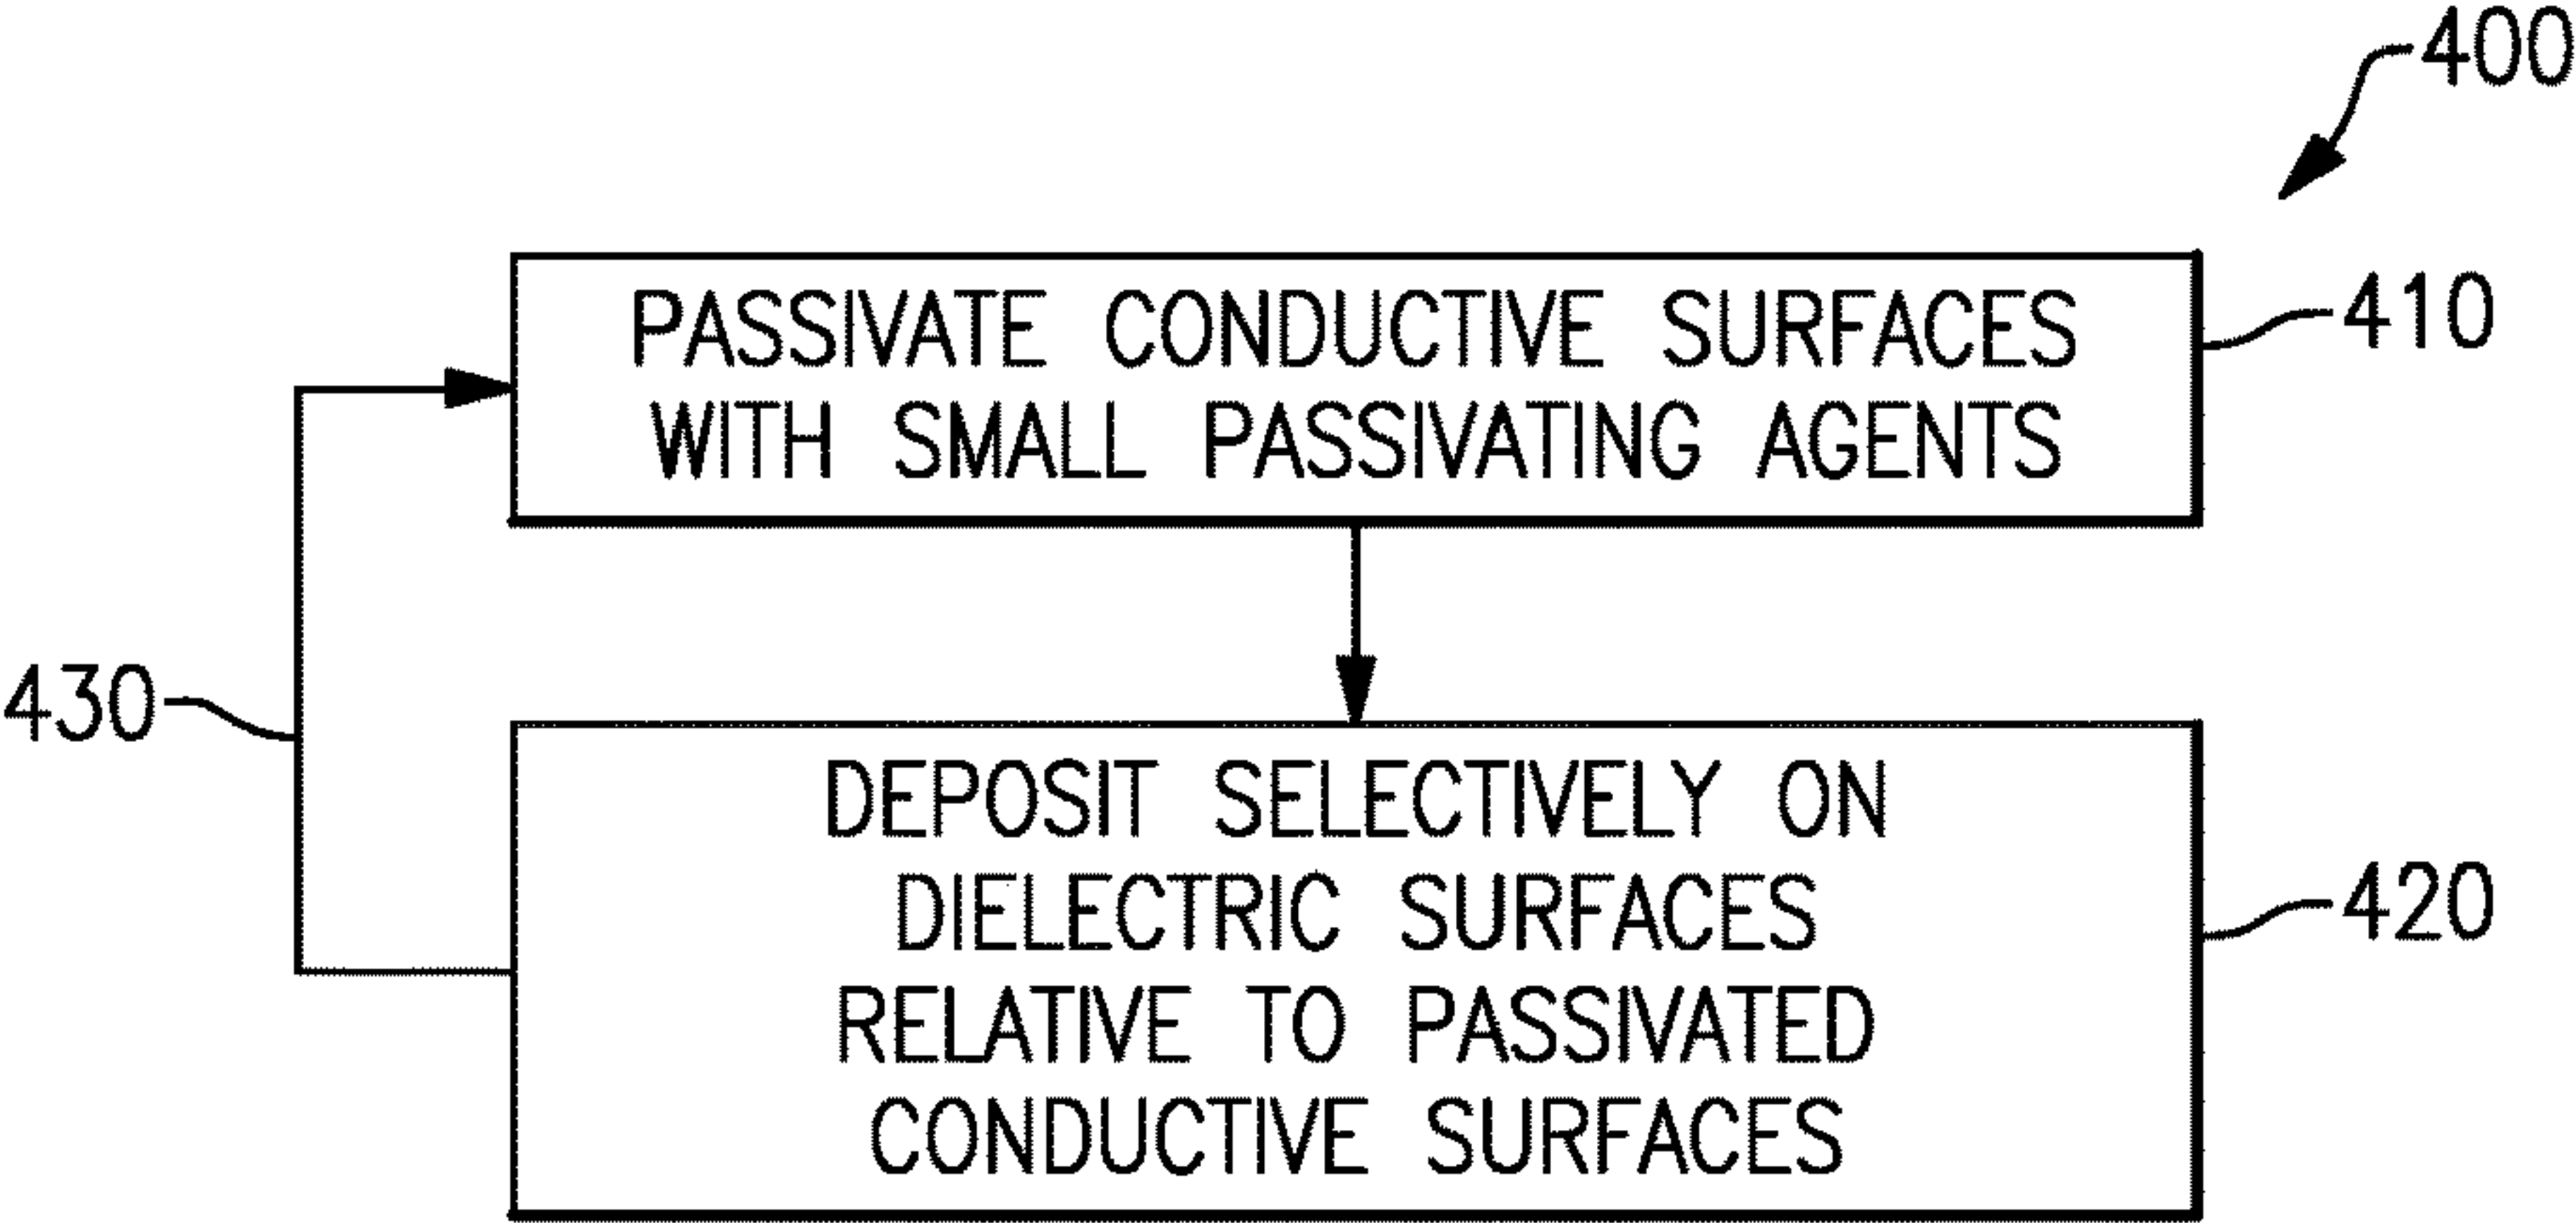 400
PASSIVATE CONDUCTIVE SURFACES
WITH SMALL PASSIVATING AGENTS
410
430
DEPOSIT SELECTIVELY ON
DIELECTRIC SURFACES
RELATIVE TO PASSIVATED
CONDUCTIVE SURFACES
420